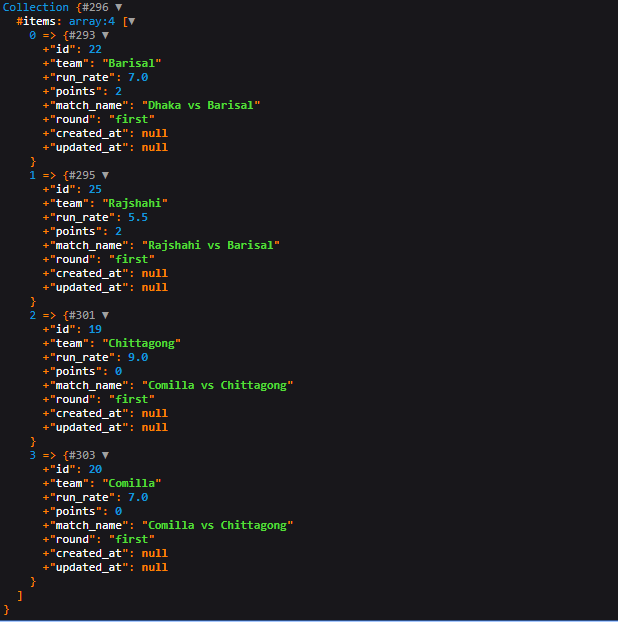 Collection {#296 ▼
#items: array:4 [▼
0 => {#293 ▼
+"id": 22
+"team": "Barisal"
+"run_rate": 7.0
+"points": 2
+"match_name": "Dhaka vs Barisal"
+"round": "first"
+"created_at": null
+"updated_at": null
}
1 => {#295 ▼
+"id": 25
+"team": "Rajshahi"
+"run_rate": 5.5
+"points": 2
+"match_name": "Rajshahi vs Barisal"
+"round": "first"
+"created_at": null
+"updated_at": null
}
2 => {#301 ▼
+"id": 19
+"team": "Chittagong"
+"run_rate": 9.0
+"points": 0
+"match_name": "Comilla vs Chittagong"
+"round": "first"
+"created_at": null
+"updated_at": null
}
3 => {#303 ▼
+"id": 20
+"team": "Comilla"
+"run_rate": 7.0
+"points": 0
+"match_name": "Comilla vs Chittagong"
+"round": "first"
+"created_at": null
+"updated_at": null
}
]
}